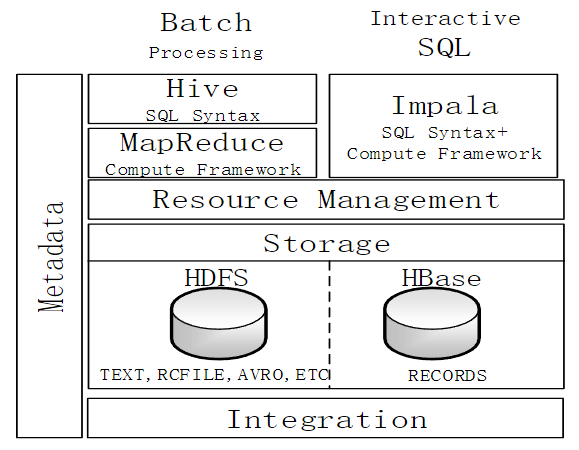 Batch
Processing
Interactive
SQL
Metadata
Hive
SQL Syntax
MapReduce
Compute Framework
Impala
SQL Syntax+
Compute Framework
Resource Management
Storage
HDFS
HBase
TEXT,RCFILE,AVRO,ETC
RECORDS
Integration